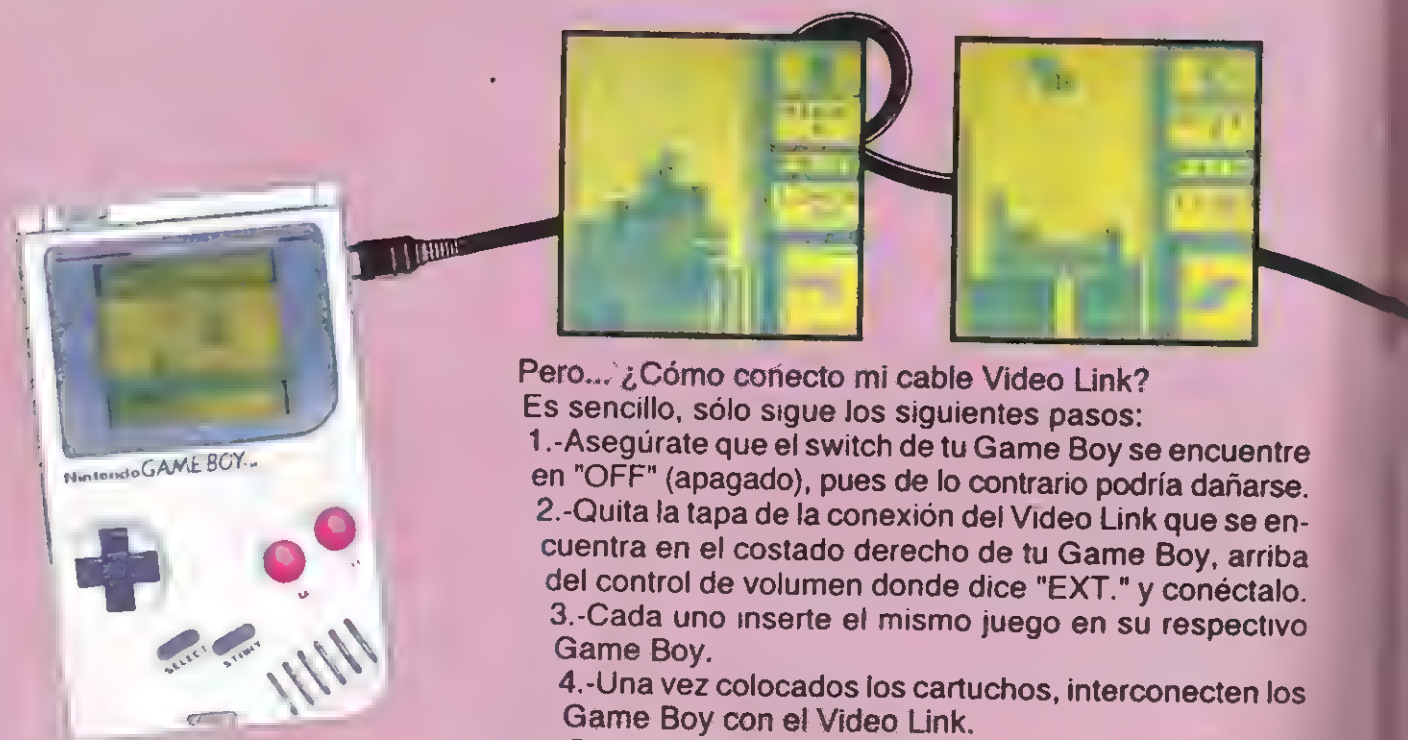 Nintendo GAME BOY
SELECT START
Pero... ¿Cómo conecto mi cable Video Link?
Es sencillo, sólo sigue los siguientes pasos:
1.-Asegúrate que el switch de tu Game Boy se encuentre
en "OFF" (apagado), pues de lo contrario podría dañarse.
2.-Quita la tapa de la conexión del Video Link que se en-
cuentra en el costado derecho de tu Game Boy, arriba
del control de volumen donde dice "EXT." y conéctalo.
3.-Cada uno inserte el mismo juego en su respectivo
Game Boy.
4.-Una vez colocados los cartuchos, interconecten los
Game Boy con el Video Link.